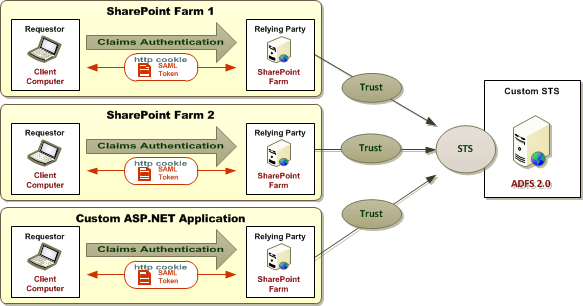 SharePoint Farm 1
Requestor
Client
Computer
Claims Authentication
http cookie
SAML
Token
Relying Party
SharePoint
Farm
Trust
SharePoint Farm 2
Requestor
Client
Computer
Claims Authentication
http cookie
SAML
Token
Relying Party
SharePoint
Farm
Trust
STS
Custom STS
ADFS 2.0
Custom ASP.NET Application
Requestor
Client
Computer
Claims Authentication
http cookie
SAML
Token
Relying Party
SharePoint
Farm
Trust